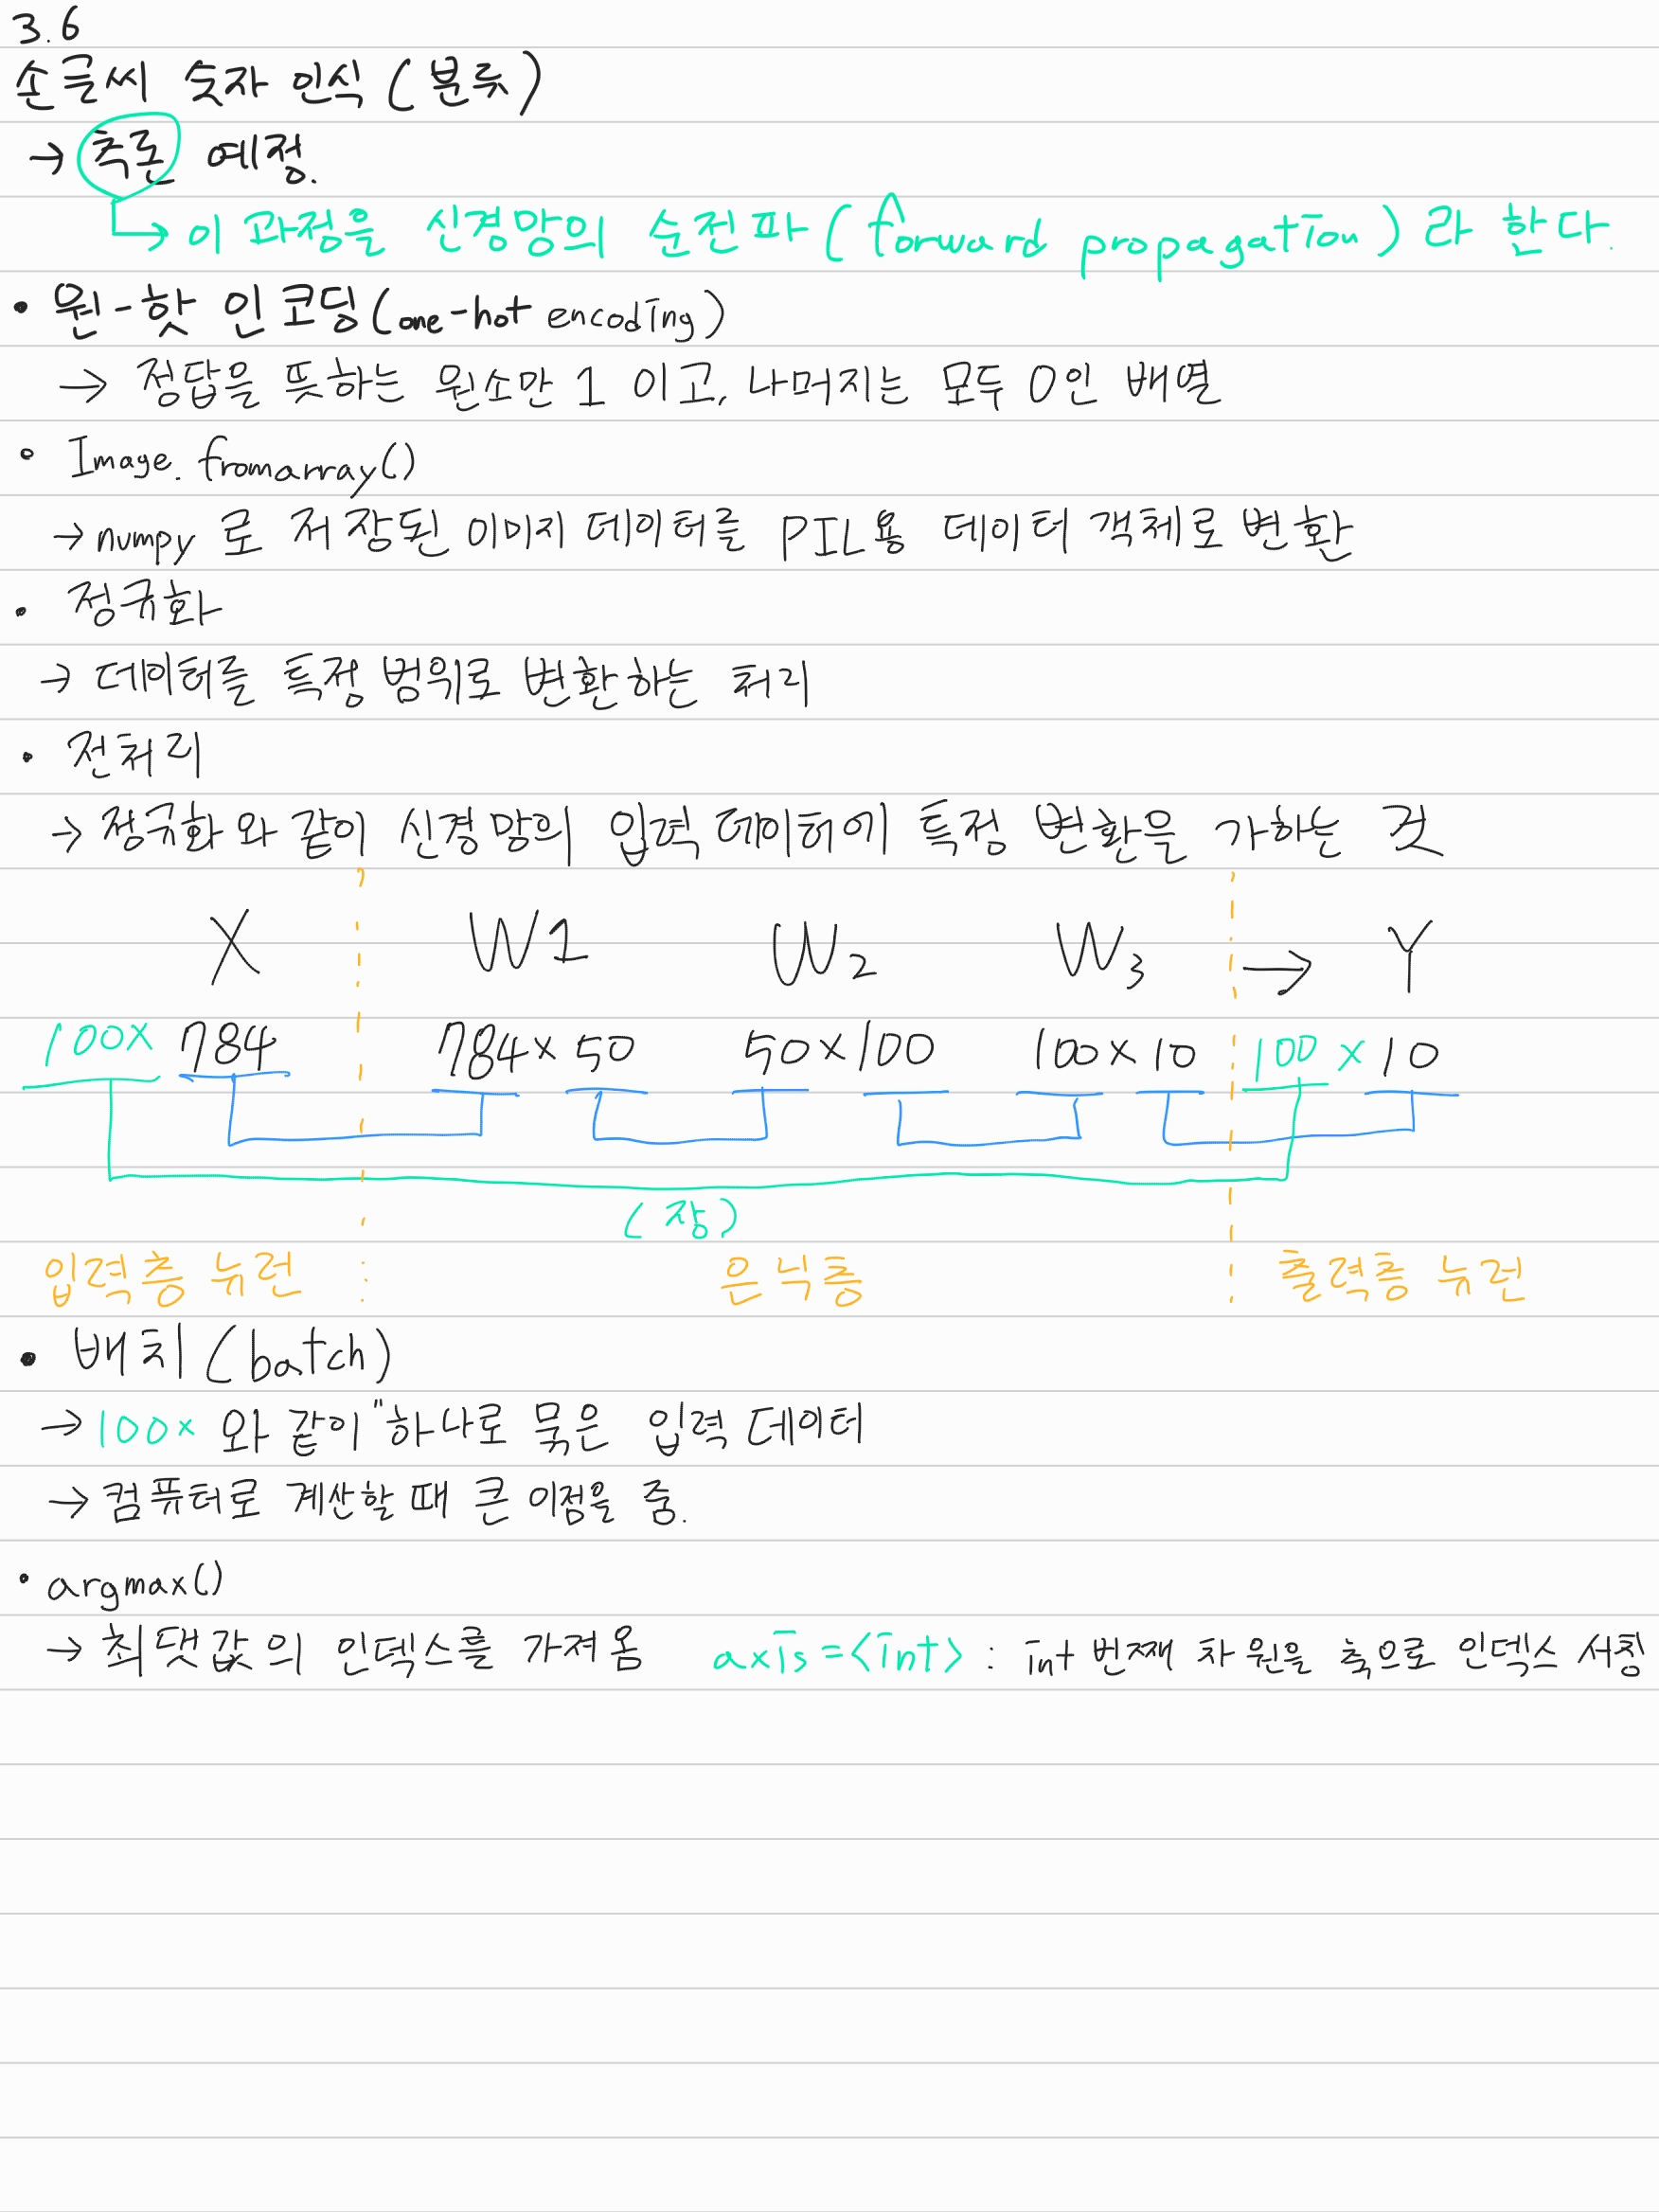 3.6
손글씨 숫자 인식 (분류)
→ 추론 예정.
↳ 이 관점을 신경망의 순전파 (forward propagation) 라 한다.
• 원-핫 인코딩 (one-hot encoding)
→ 정답을 뜻하는 원소만 1 이고, 나머지는 모두 0인 배열
• Image.fromarray()
→ numpy 로 저장된 이미지 데이터를 PIL용 데이터 객체로 변환
• 정규화
→ 데이터를 특정 범위로 변환하는 처리
• 전처리
→ 정규화와 같이 신경망의 입력 데이터에 특정 변환을 가하는 것
X W1 W2 W3 → Y
100× 784 784×50 50×100 100×10 100×10
(장)
입력층 뉴런 은닉층 출력층 뉴런
• 배치 (batch)
→ 100× 와 같이 "하나로 묶은 입력 데이터
→ 컴퓨터로 계산할 때 큰 이점을 줌.
• argmax()
→ 최댓값의 인덱스를 가져옴 axis=<int> : int 번째 차원을 축으로 인덱스 서칭